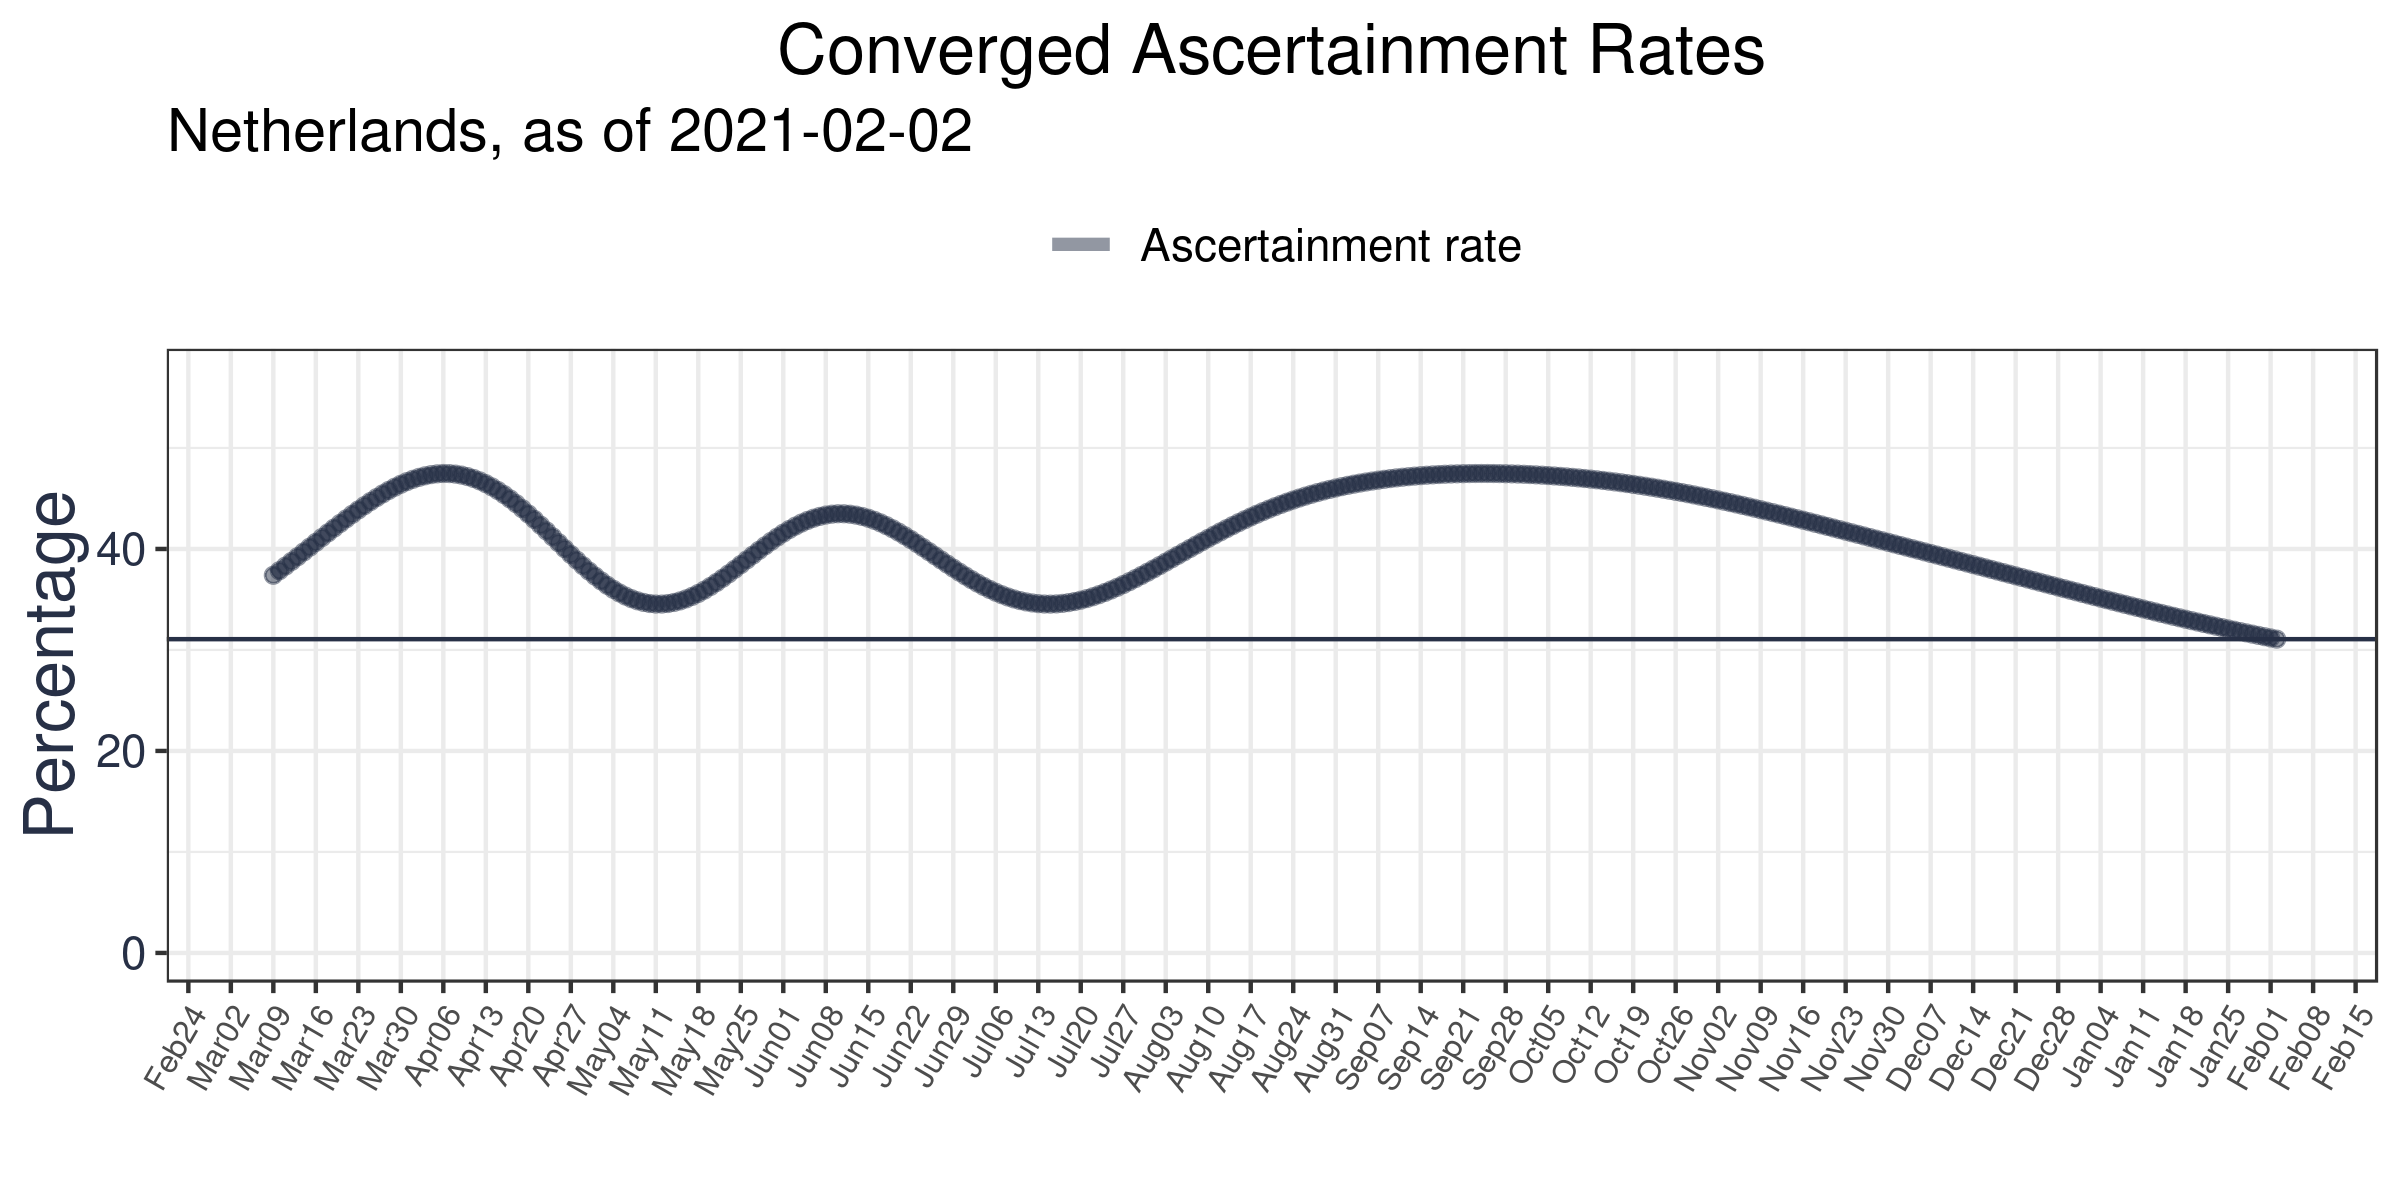 Converged Ascertainment Rates
Netherlands, as of 2021-02-02
Ascertainment rate
Percentage
40
20
0
Feb24
Mar02
Mar09
Mar16
Mar23
Mar30
Apr06
Apr13
Apr20
Apr27
May04
May11
May18
May25
Jun01
Jun08
Jun15
Jun22
Jun29
Jul06
Jul13
Jul20
Jul27
Aug03
Aug10
Aug17
Aug24
Aug31
Sep07
Sep14
Sep21
Sep28
Oct05
Oct12
Oct19
Oct26
Nov02
Nov09
Nov16
Nov23
Nov30
Dec07
Dec14
Dec21
Dec28
Jan04
Jan11
Jan18
Jan25
Feb01
Feb08
Feb15